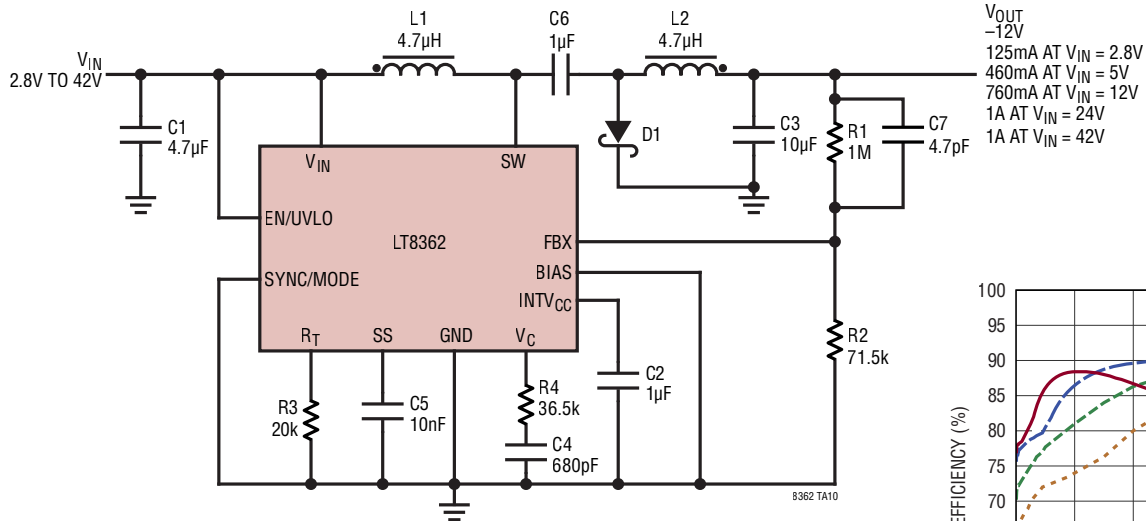 L1
4.7µH
C6
1µF
L2
4.7µH
VOUT
–12V
125mA AT VIN = 2.8V
460mA AT VIN = 5V
760mA AT VIN = 12V
1A AT VIN = 24V
1A AT VIN = 42V
VIN
2.8V TO 42V
C1
4.7µF
D1
C3
10µF
R1
1M
C7
4.7pF
VIN
SW
EN/UVLO
LT8362
FBX
SYNC/MODE
BIAS
INTVCC
RT
SS
GND
VC
R2
71.5k
R3
20k
C5
10nF
R4
36.5k
C4
680pF
C2
1µF
8362 TA10
100
95
90
85
80
75
70
EFFICIENCY (%)